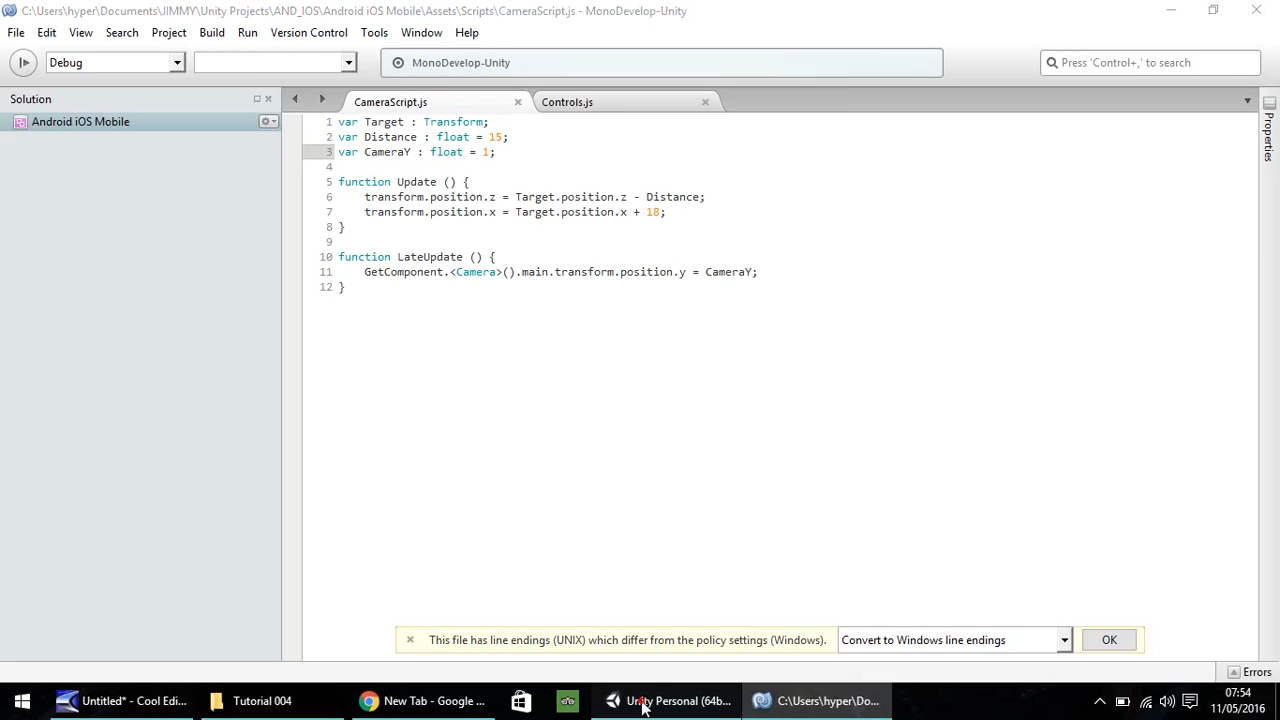 C:\Users\hyper\Documents\JIMMY\Unity Projects\AND_IOS\Android iOS Mobile\Assets\Scripts\CameraScript.js - MonoDevelop-Unity
File Edit View Search Project Build Run Version Control Tools Window Help
Debug
MonoDevelop-Unity
Press 'Control+,' to search
Solution
CameraScript.js
Controls.js
Android iOS Mobile
Properties
1 var Target : Transform;
2 var Distance : float = 15;
3 var CameraY : float = 1;
4
5 function Update () {
6 transform.position.z = Target.position.z - Distance;
7 transform.position.x = Target.position.x + 18;
8 }
9
10 function LateUpdate () {
11 GetComponent.<Camera>().main.transform.position.y = CameraY;
12 }
This file has line endings (UNIX) which differ from the policy settings (Windows).
Convert to Windows line endings
OK
Errors
Untitled* - Cool Edi...
Tutorial 004
New Tab - Google ...
Unity Personal (64b...
C:\Users\hyper\Do...
07:54
11/05/2016